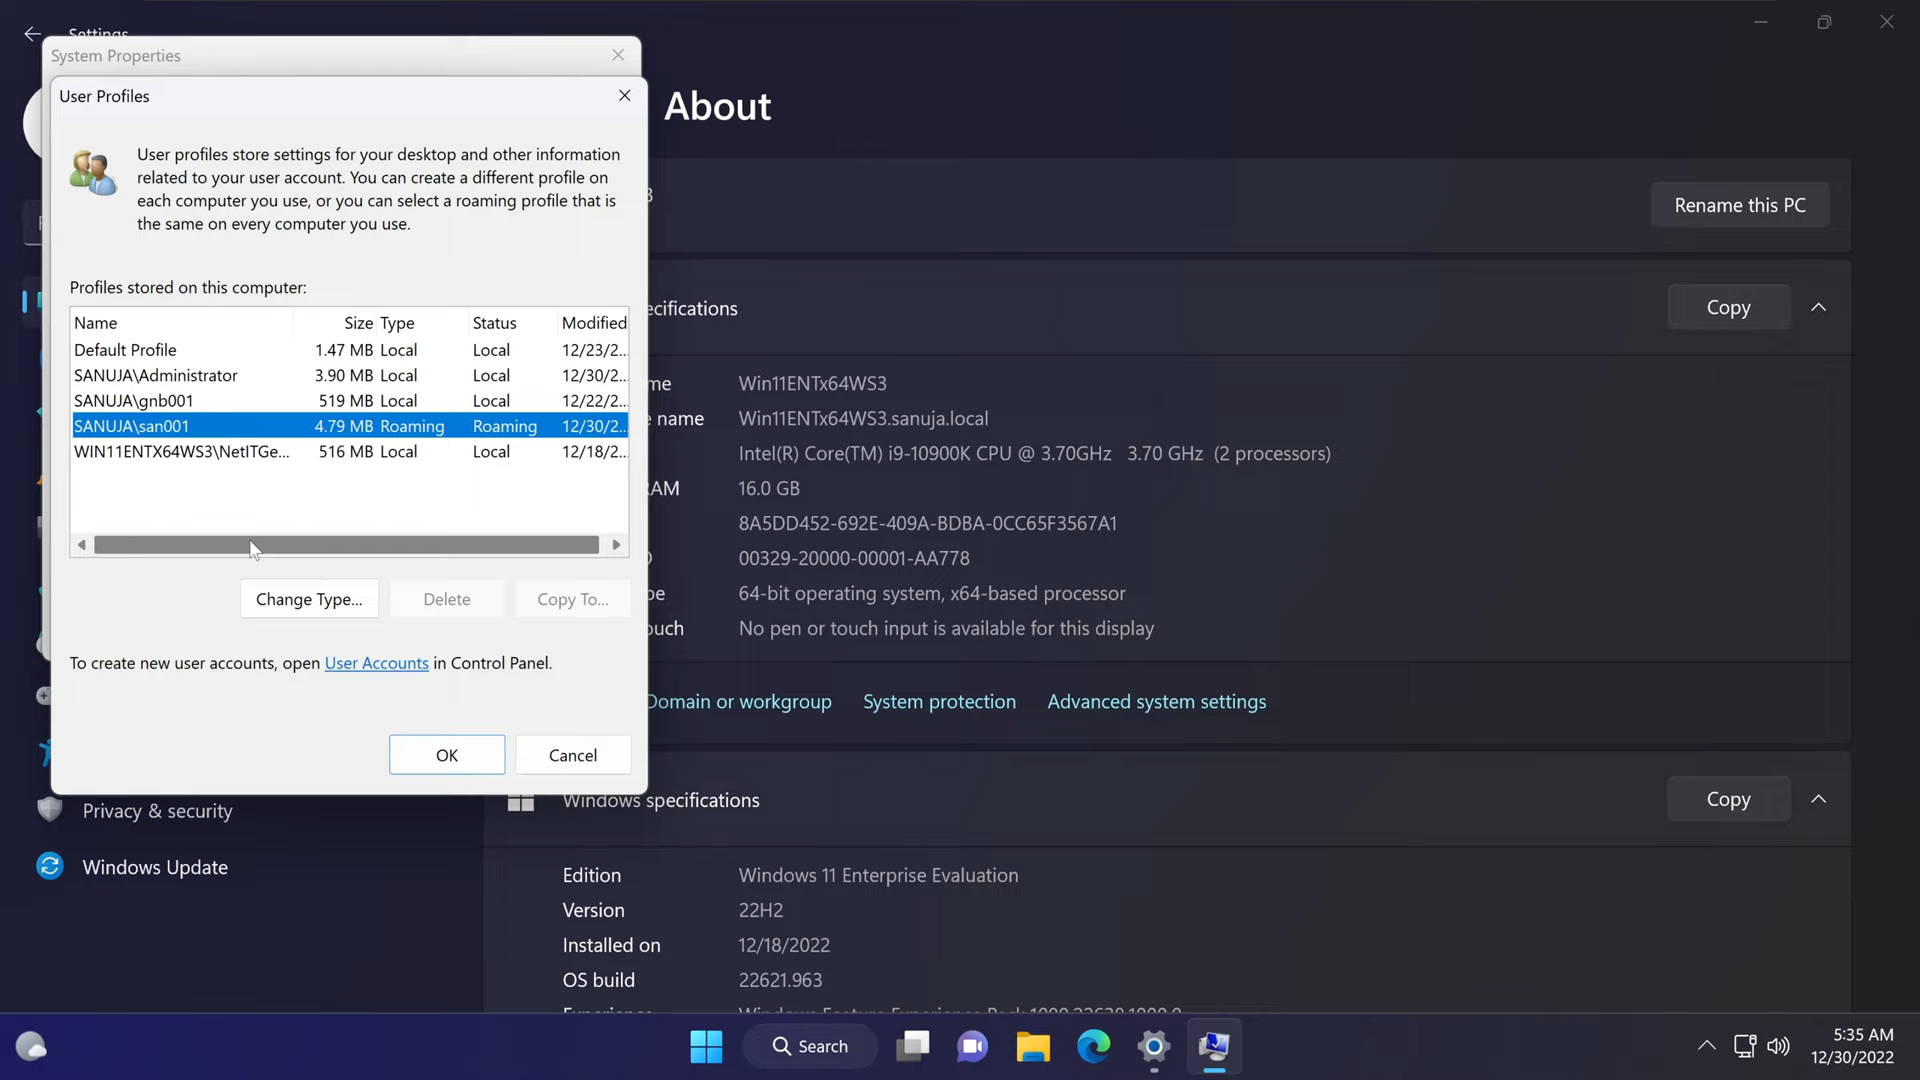 Settings
System Properties
User Profiles
User profiles store settings for your desktop and other information
related to your user account. You can create a different profile on
each computer you use, or you can select a roaming profile that is
the same on every computer you use.
Profiles stored on this computer:
Name Size Type Status Modified
Default Profile 1.47 MB Local Local 12/23/2...
SANUJA\Administrator 3.90 MB Local Local 12/30/2...
SANUJA\gnb001 519 MB Local Local 12/22/2...
SANUJA\san001 4.79 MB Roaming Roaming 12/30/2...
WIN11ENTX64WS3\NetITGe... 516 MB Local Local 12/18/2...
Change Type... Delete Copy To...
To create new user accounts, open User Accounts in Control Panel.
OK Cancel
Privacy & security
Windows Update
About
Rename this PC
ecifications
Copy
me Win11ENTx64WS3
name Win11ENTx64WS3.sanuja.local
Intel(R) Core(TM) i9-10900K CPU @ 3.70GHz 3.70 GHz (2 processors)
RAM 16.0 GB
8A5DD452-692E-409A-BDBA-0CC65F3567A1
00329-20000-00001-AA778
pe 64-bit operating system, x64-based processor
ouch No pen or touch input is available for this display
Domain or workgroup System protection Advanced system settings
Windows specifications
Copy
Edition Windows 11 Enterprise Evaluation
Version 22H2
Installed on 12/18/2022
OS build 22621.963
Search
5:35 AM
12/30/2022